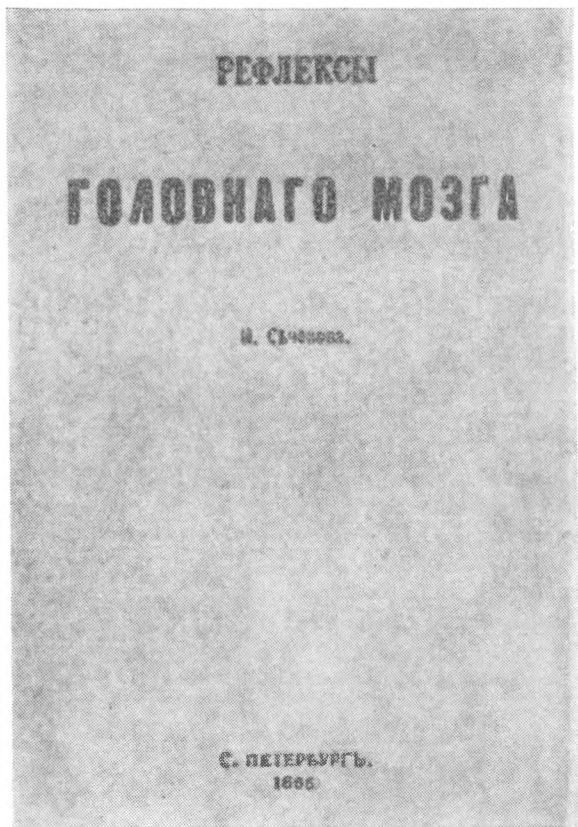 РЕФЛЕКСЫ
ГОЛОВНАГО МОЗГА
И. Сѣченова.
С. ПЕТЕРБУРГЪ.
1866